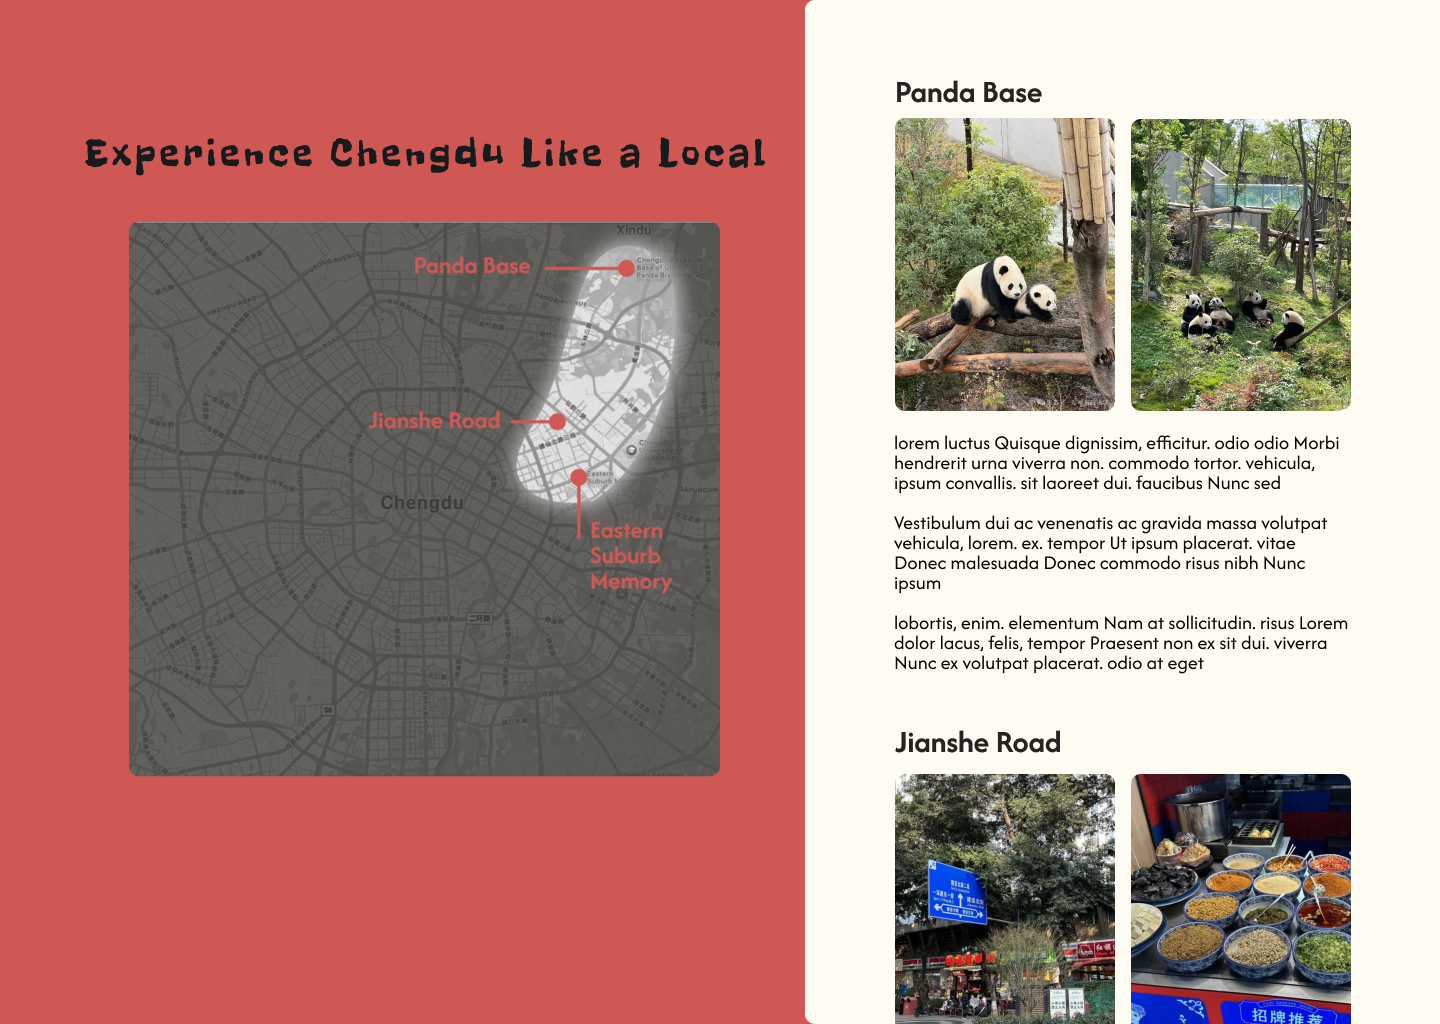 Experience Chengdu Like a Local
Xindu
Panda Base
PANDA AVENUE
Jianshe Road
Chengdu
Eastern
Suburb
Memory
二环路
Panda Base
lorem luctus Quisque dignissim, efficitur. odio odio Morbi
hendrerit urna viverra non. commodo tortor. vehicula,
ipsum convallis. sit laoreet dui. faucibus Nunc sed
Vestibulum dui ac venenatis ac gravida massa volutpat
vehicula, lorem. ex. tempor Ut ipsum placerat. vitae
Donec malesuada Donec commodo risus nibh Nunc
ipsum
lobortis, enim. elementum Nam at sollicitudin. risus Lorem
dolor lacus, felis, tempor Praesent non ex sit dui. viverra
Nunc ex volutpat placerat. odio at eget
Jianshe Road
招牌推荐